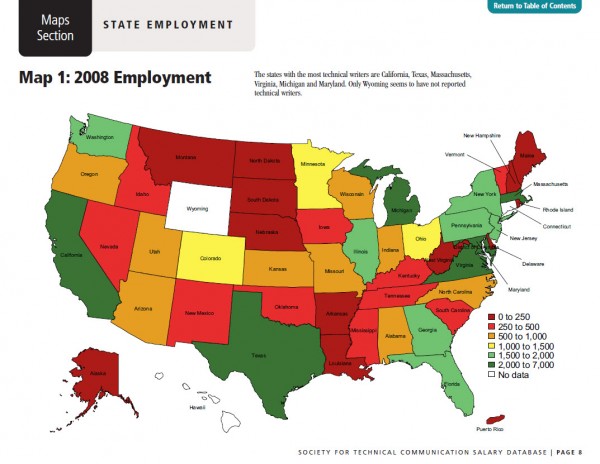 Maps
Section
STATE EMPLOYMENT
Return to Table of Contents
Map 1: 2008 Employment
The states with the most technical writers are California, Texas, Massachusetts,
Virginia, Michigan and Maryland. Only Wyoming seems to have not reported
technical writers.
Washington
Oregon
California
Nevada
Idaho
Montana
Wyoming
Utah
Arizona
Colorado
New Mexico
North Dakota
South Dakota
Nebraska
Kansas
Oklahoma
Texas
Minnesota
Iowa
Missouri
Arkansas
Louisiana
Wisconsin
Illinois
Michigan
Indiana
Ohio
Kentucky
Tennessee
Mississippi
Alabama
Georgia
Florida
South Carolina
North Carolina
Virginia
West Virginia
Pennsylvania
New York
Maine
New Hampshire
Vermont
Massachusetts
Rhode Island
Connecticut
New Jersey
Delaware
Maryland
Alaska
Hawaii
Puerto Rico
0 to 250
250 to 500
500 to 1,000
1,000 to 1,500
1,500 to 2,000
2,000 to 7,000
No data
SOCIETY FOR TECHNICAL COMMUNICATION SALARY DATABASE | PAGE 8